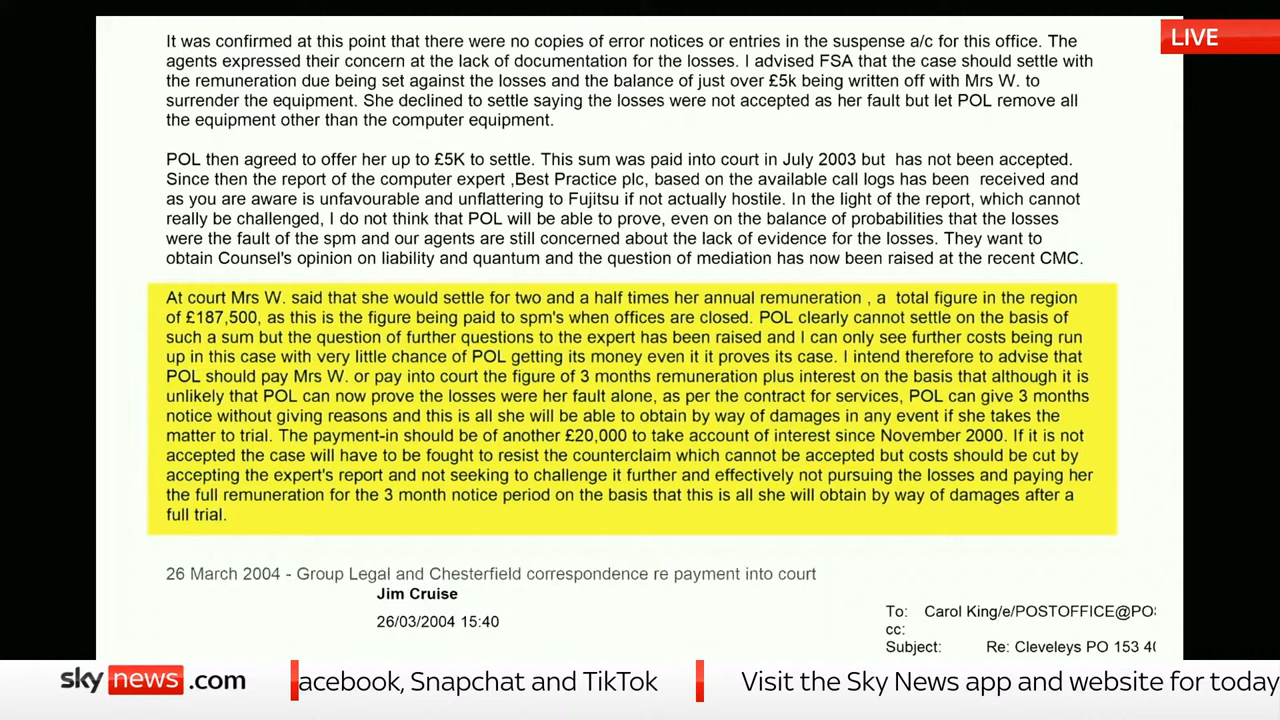 LIVE
It was confirmed at this point that there were no copies of error notices or entries in the suspense a/c for this office. The
agents expressed their concern at the lack of documentation for the losses. I advised FSA that the case should settle with
the remuneration due being set against the losses and the balance of just over £5k being written off with Mrs W. to
surrender the equipment. She declined to settle saying the losses were not accepted as her fault but let POL remove all
the equipment other than the computer equipment.
POL then agreed to offer her up to £5K to settle. This sum was paid into court in July 2003 but has not been accepted.
Since then the report of the computer expert ,Best Practice plc, based on the available call logs has been received and
as you are aware is unfavourable and unflattering to Fujitsu if not actually hostile. In the light of the report, which cannot
really be challenged, I do not think that POL will be able to prove, even on the balance of probabilities that the losses
were the fault of the spm and our agents are still concerned about the lack of evidence for the losses. They want to
obtain Counsel's opinion on liability and quantum and the question of mediation has now been raised at the recent CMC.
At court Mrs W. said that she would settle for two and a half times her annual remuneration , a total figure in the region
of £187,500, as this is the figure being paid to spm's when offices are closed. POL clearly cannot settle on the basis of
such a sum but the question of further questions to the expert has been raised and I can only see further costs being run
up in this case with very little chance of POL getting its money even it it proves its case. I intend therefore to advise that
POL should pay Mrs W. or pay into court the figure of 3 months remuneration plus interest on the basis that although it is
unlikely that POL can now prove the losses were her fault alone, as per the contract for services, POL can give 3 months
notice without giving reasons and this is all she will be able to obtain by way of damages in any event if she takes the
matter to trial. The payment-in should be of another £20,000 to take account of interest since November 2000. If it is not
accepted the case will have to be fought to resist the counterclaim which cannot be accepted but costs should be cut by
accepting the expert's report and not seeking to challenge it further and effectively not pursuing the losses and paying her
the full remuneration for the 3 month notice period on the basis that this is all she will obtain by way of damages after a
full trial.
26 March 2004 - Group Legal and Chesterfield correspondence re payment into court
Jim Cruise
26/03/2004 15:40
To: Carol King/e/POSTOFFICE@PO
cc:
Subject: Re: Cleveleys PO 153 40
sky news .com
acebook, Snapchat and TikTok
Visit the Sky News app and website for today